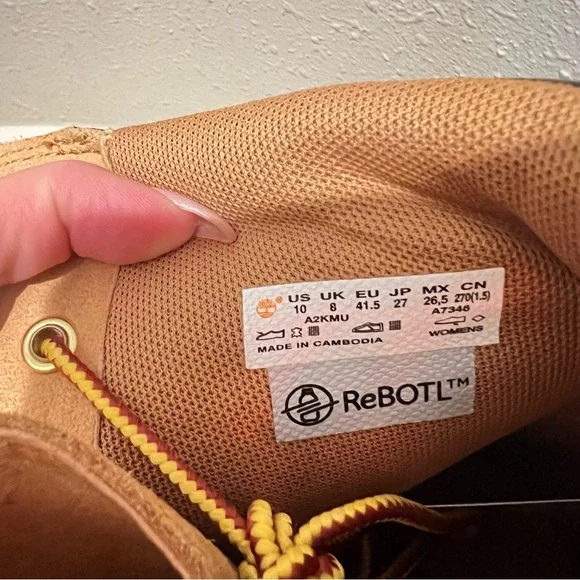 US UK EU JP MX CN
10 8 41.5 27 26,5 270(1.5)
A2KMU A7346
WOMENS
MADE IN CAMBODIA
ReBOTL™